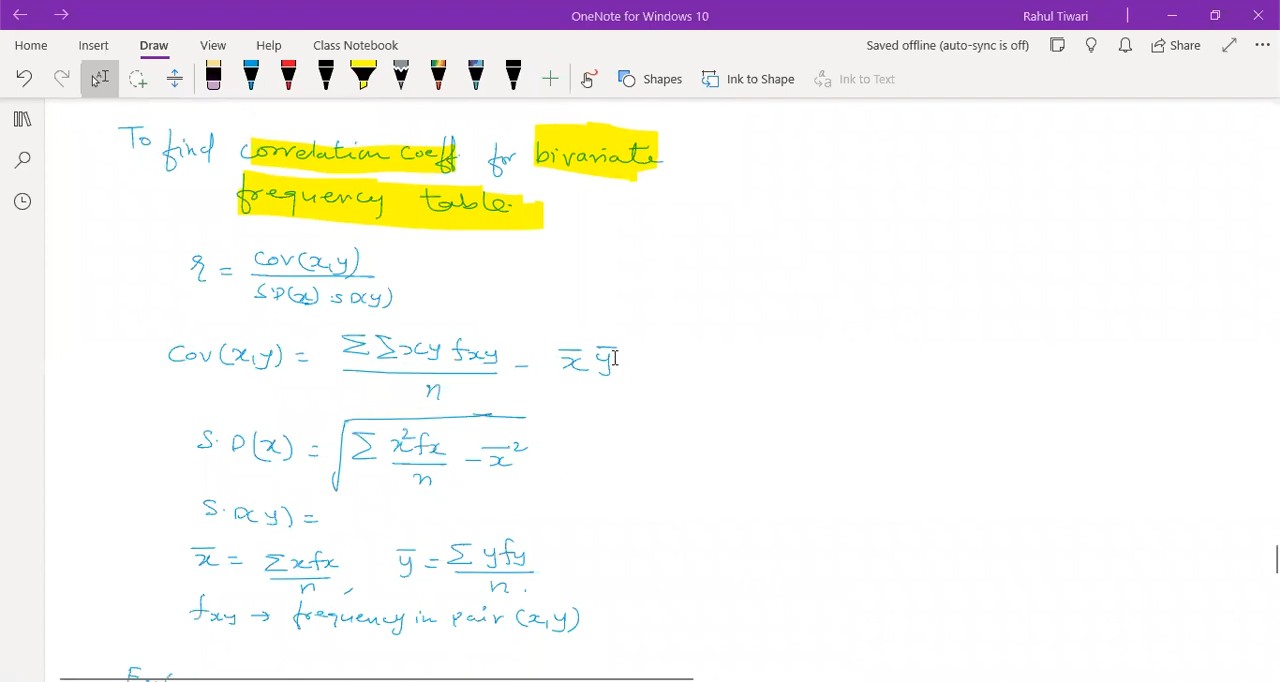 OneNote for Windows 10
Rahul Tiwari
Home Insert Draw View Help Class Notebook
Saved offline (auto-sync is off) Share
Shapes Ink to Shape Ink to Text
To find correlation coeff for bivariate
frequency table.
r = Cov(x,y) / S.D(x) . S.D(y)
Cov(x,y) = ΣΣxy fxy / n - x̄ ȳ
S.D(x) = √(Σ x²fx / n - x̄²)
S.D(y) =
x̄ = Σxfx / n , ȳ = Σyfy / n .
fxy → frequency in pair (x,y)